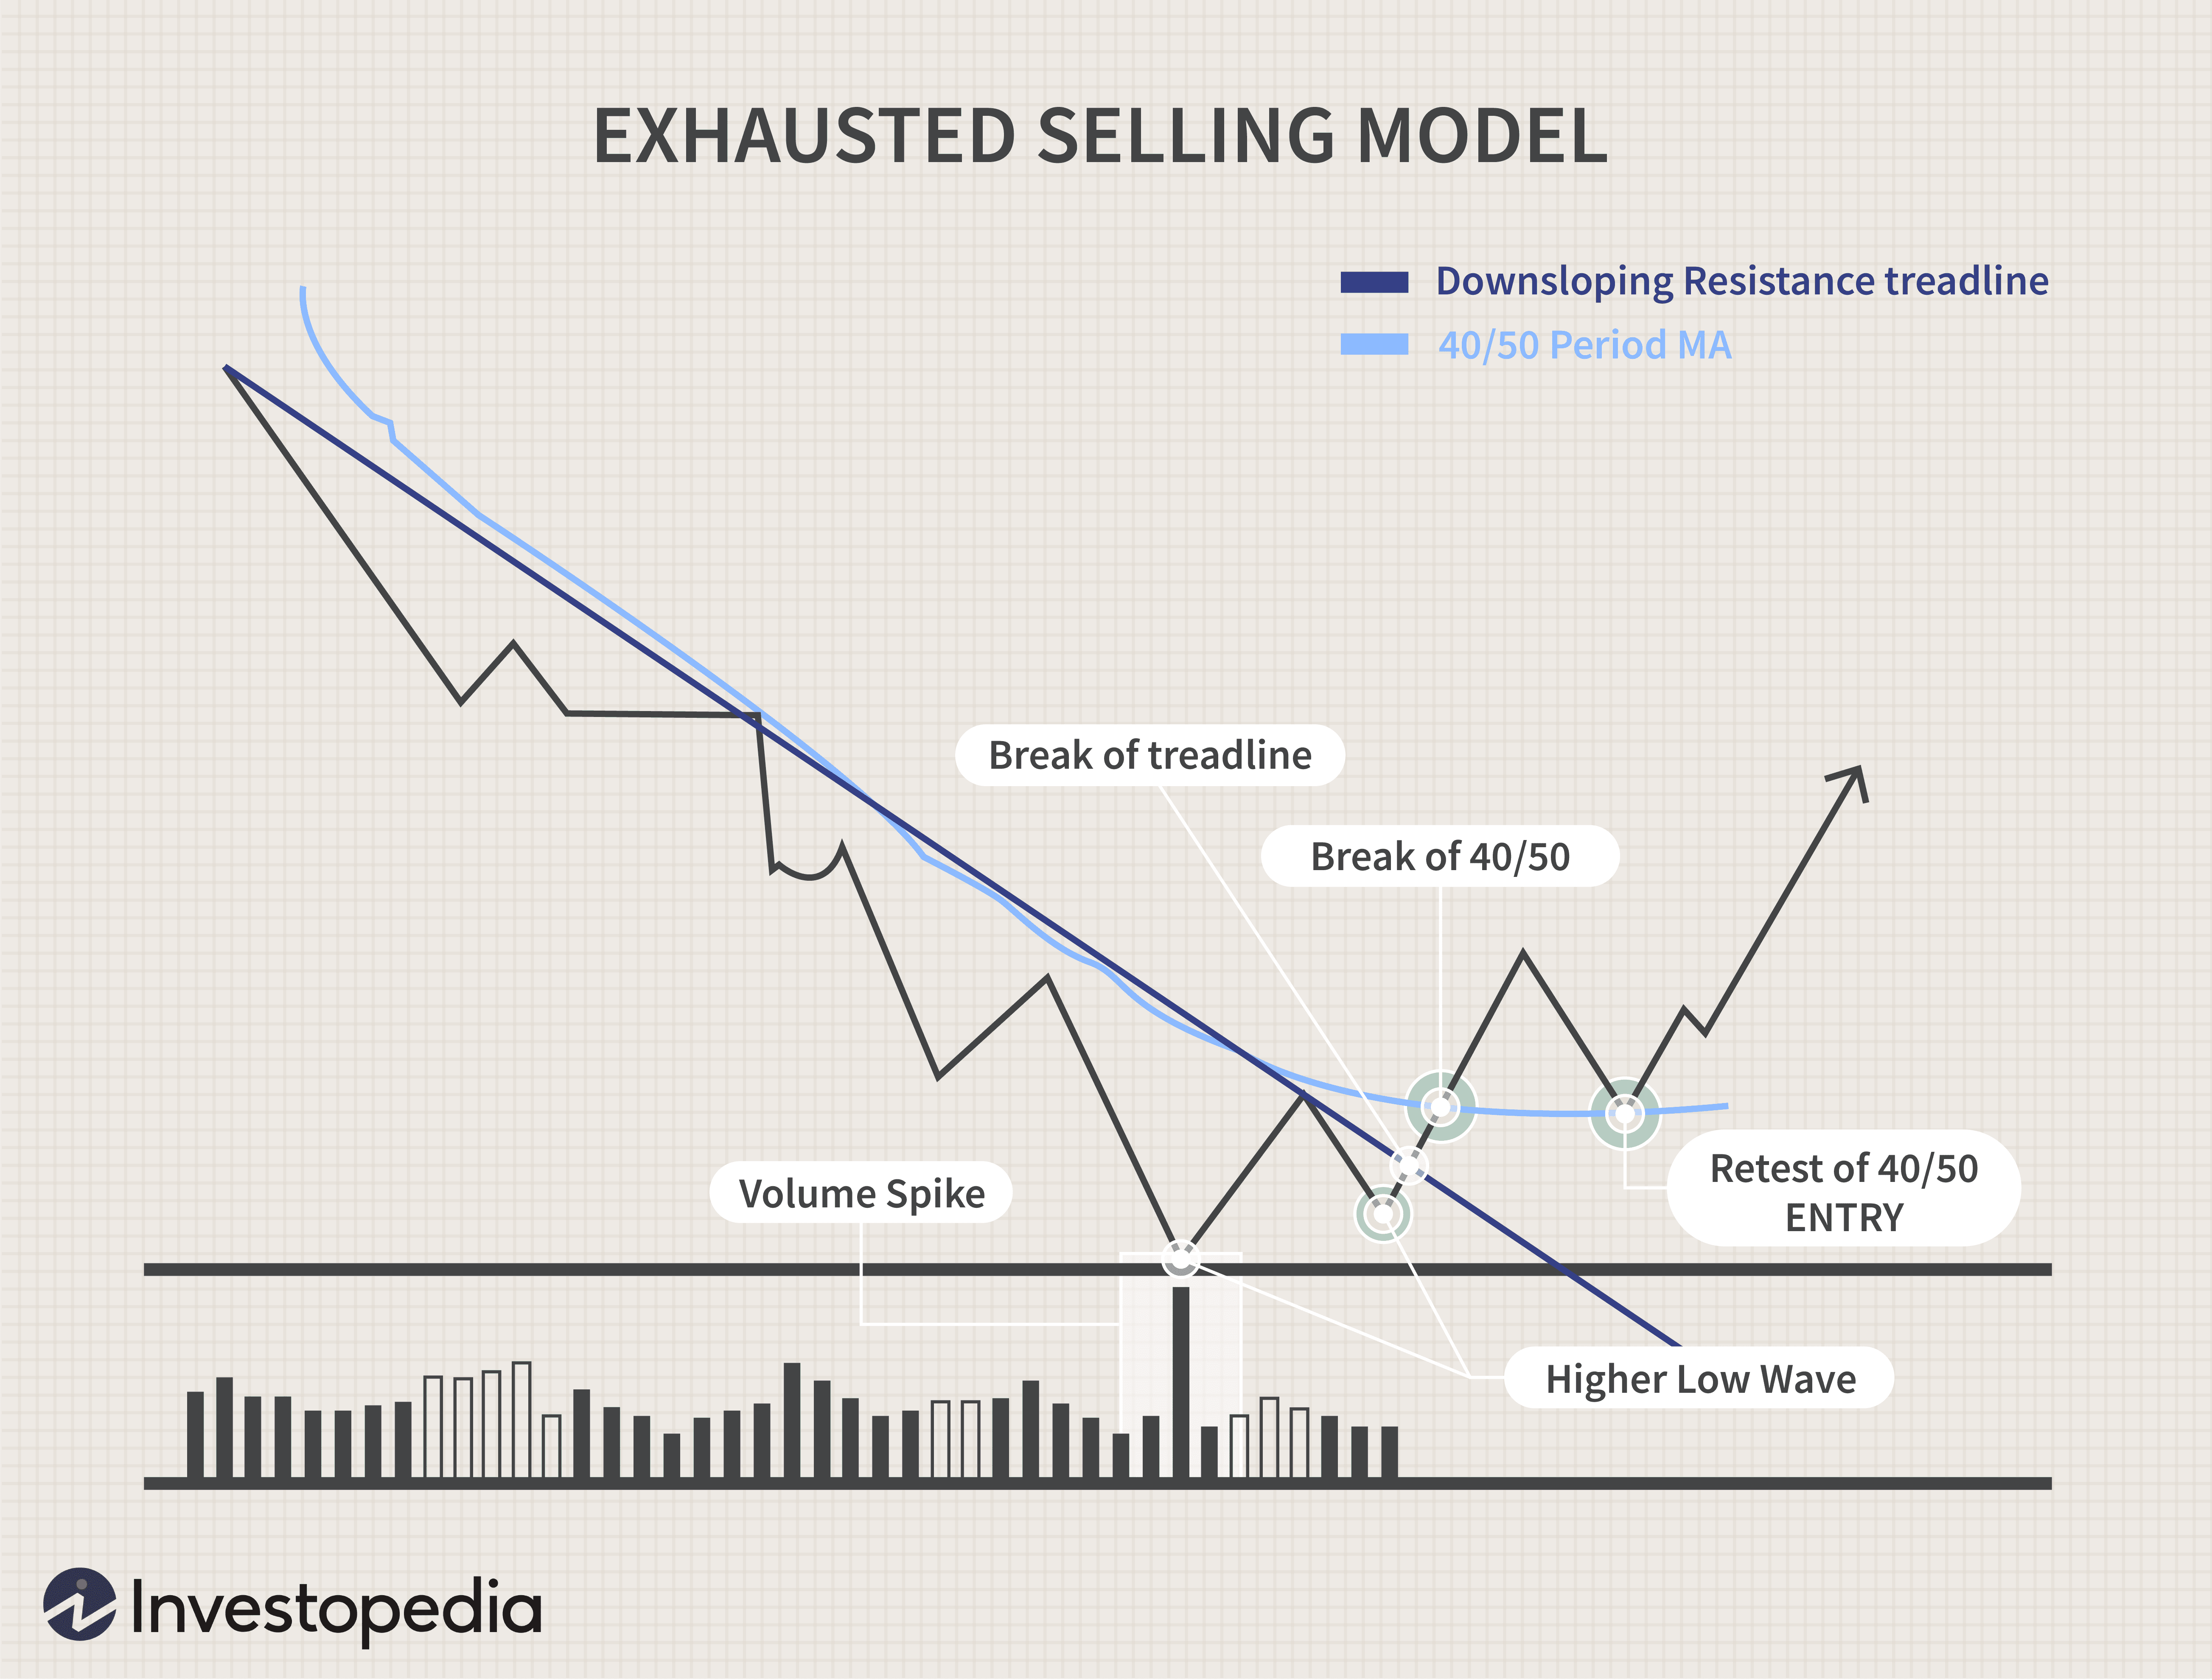 EXHAUSTED SELLING MODEL
Downsloping Resistance treadline
40/50 Period MA
Break of treadline
Break of 40/50
Volume Spike
Retest of 40/50
ENTRY
Higher Low Wave
Investopedia